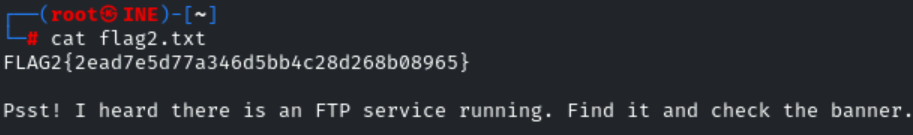 ┌──(root㉿INE)-[~]
└─# cat flag2.txt
FLAG2{2ead7e5d77a346d5bb4c28d268b08965}
Psst! I heard there is an FTP service running. Find it and check the banner.